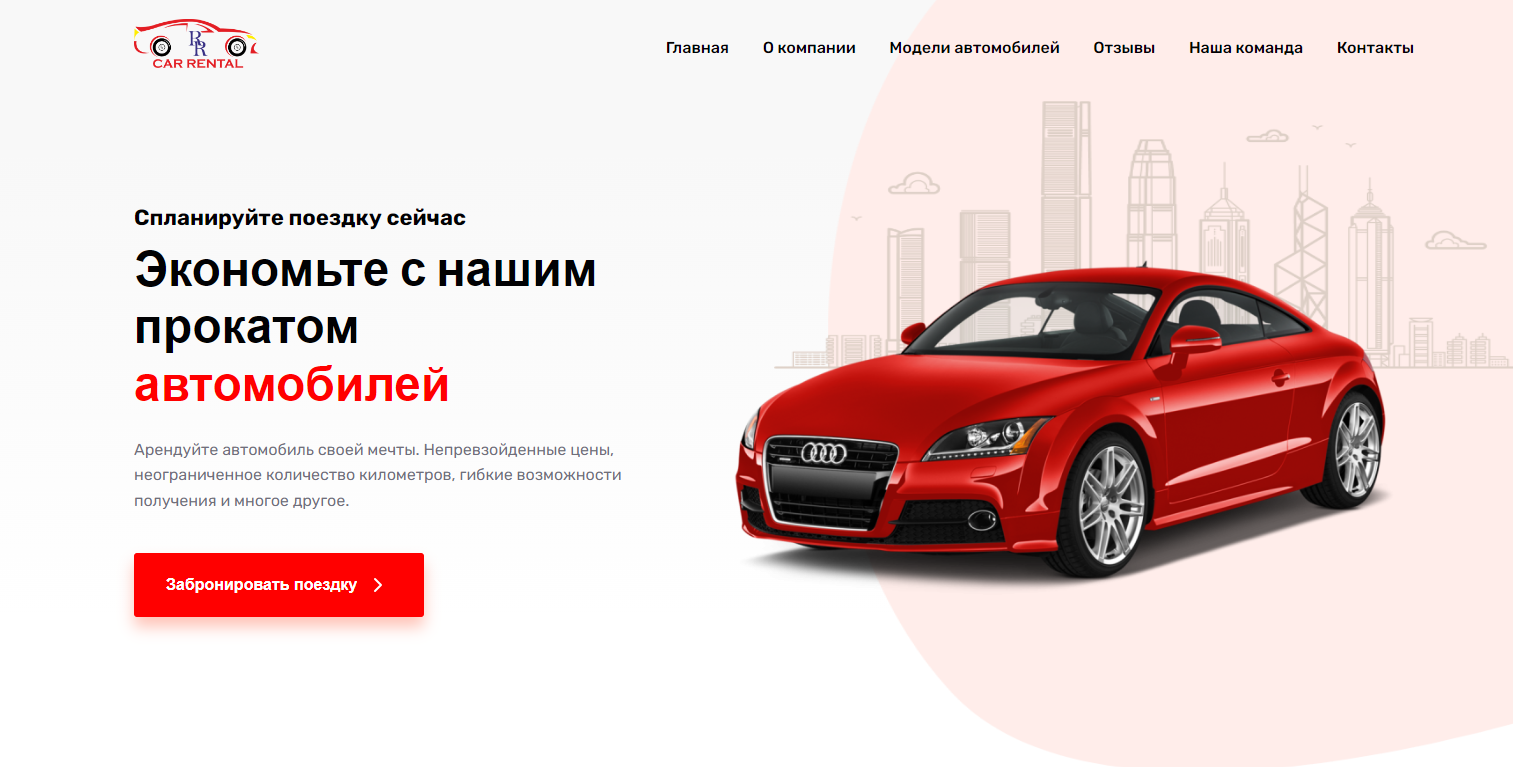 RR
CAR RENTAL
Главная О компании Модели автомобилей Отзывы Наша команда Контакты
Спланируйте поездку сейчас
Экономьте с нашим
прокатом
автомобилей
Арендуйте автомобиль своей мечты. Непревзойденные цены,
неограниченное количество километров, гибкие возможности
получения и многое другое.
Забронировать поездку